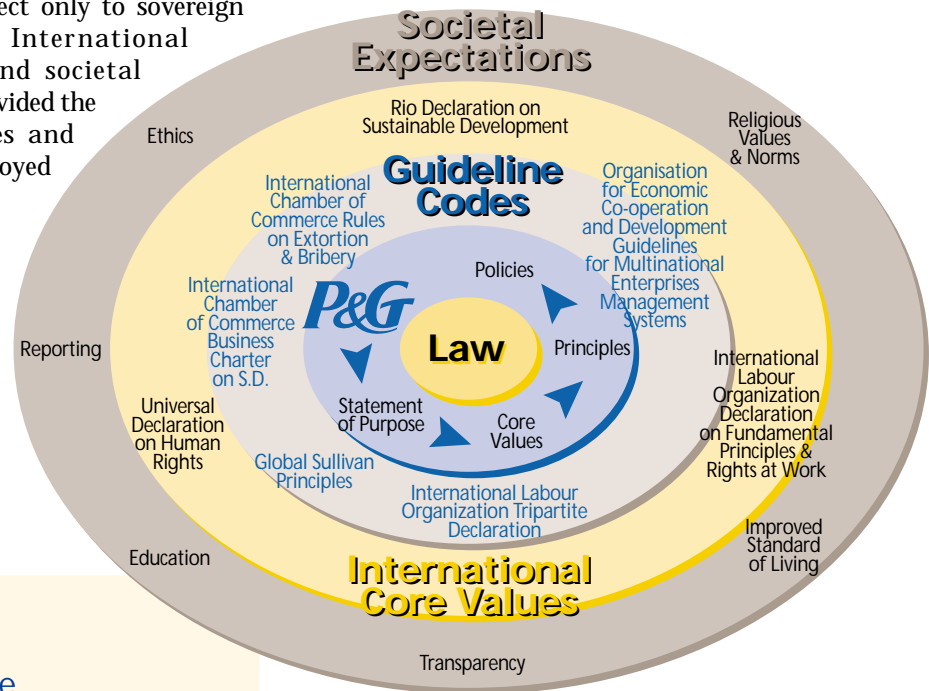 ect only to sovereign
International
nd societal
vided the
es and
oyed
Societal
Expectations
Ethics
Religious
Values
& Norms
Reporting
Education
Improved
Standard
of Living
Transparency
Rio Declaration on
Sustainable Development
Universal
Declaration
on Human
Rights
International
Labour
Organization
Declaration
on Fundamental
Principles &
Rights at Work
International
Core Values
Guideline
Codes
International
Chamber of
Commerce Rules
on Extortion
& Bribery
Organisation
for Economic
Co-operation
and Development
Guidelines
for Multinational
Enterprises
Management
Systems
International
Chamber
of Commerce
Business
Charter
on S.D.
Global Sullivan
Principles
International Labour
Organization Tripartite
Declaration
P&G
Policies
Principles
Statement
of Purpose
Core
Values
Law
e